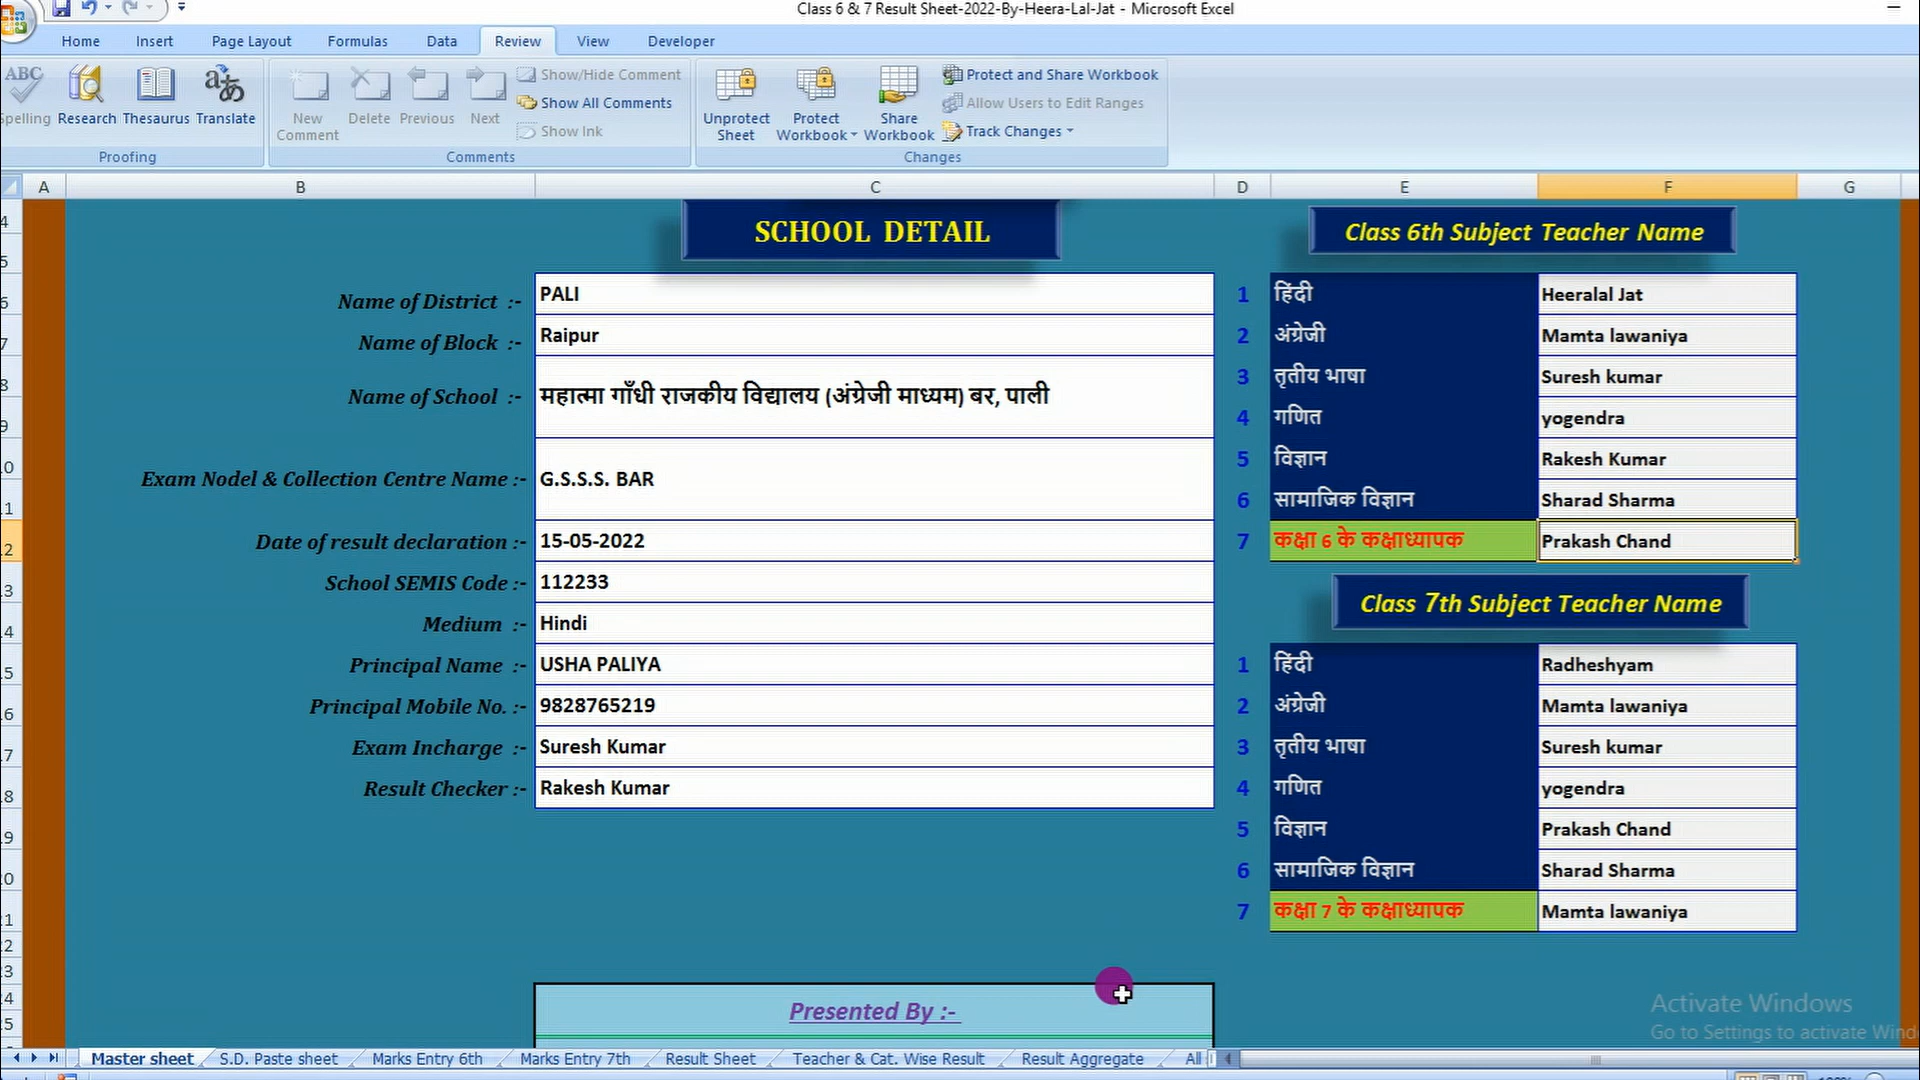 Class 6 & 7 Result Sheet-2022-By-Heera-Lal-Jat - Microsoft Excel
Home Insert Page Layout Formulas Data Review View Developer
ABC
Research Thesaurus Translate
New Comment Delete Previous Next
Show/Hide Comment
Show All Comments
Show Ink
Unprotect Sheet Protect Workbook Share Workbook
Protect and Share Workbook
Allow Users to Edit Ranges
Track Changes
Proofing Comments Changes
A B C D E F G
SCHOOL DETAIL
Name of District :- PALI
Name of Block :- Raipur
Name of School :- महात्मा गाँधी राजकीय विद्यालय (अंग्रेजी माध्यम) बर, पाली
Exam Nodel & Collection Centre Name :- G.S.S.S. BAR
Date of result declaration :- 15-05-2022
School SEMIS Code :- 112233
Medium :- Hindi
Principal Name :- USHA PALIYA
Principal Mobile No. :- 9828765219
Exam Incharge :- Suresh Kumar
Result Checker :- Rakesh Kumar
Class 6th Subject Teacher Name
1 हिंदी Heeralal Jat
2 अंग्रेजी Mamta lawaniya
3 तृतीय भाषा Suresh kumar
4 गणित yogendra
5 विज्ञान Rakesh Kumar
6 सामाजिक विज्ञान Sharad Sharma
7 कक्षा 6 के कक्षाध्यापक Prakash Chand
Class 7th Subject Teacher Name
1 हिंदी Radheshyam
2 अंग्रेजी Mamta lawaniya
3 तृतीय भाषा Suresh kumar
4 गणित yogendra
5 विज्ञान Prakash Chand
6 सामाजिक विज्ञान Sharad Sharma
7 कक्षा 7 के कक्षाध्यापक Mamta lawaniya
Presented By :-
Activate Windows
Go to Settings to activate Wind
Master sheet S.D. Paste sheet Marks Entry 6th Marks Entry 7th Result Sheet Teacher & Cat. Wise Result Result Aggregate All